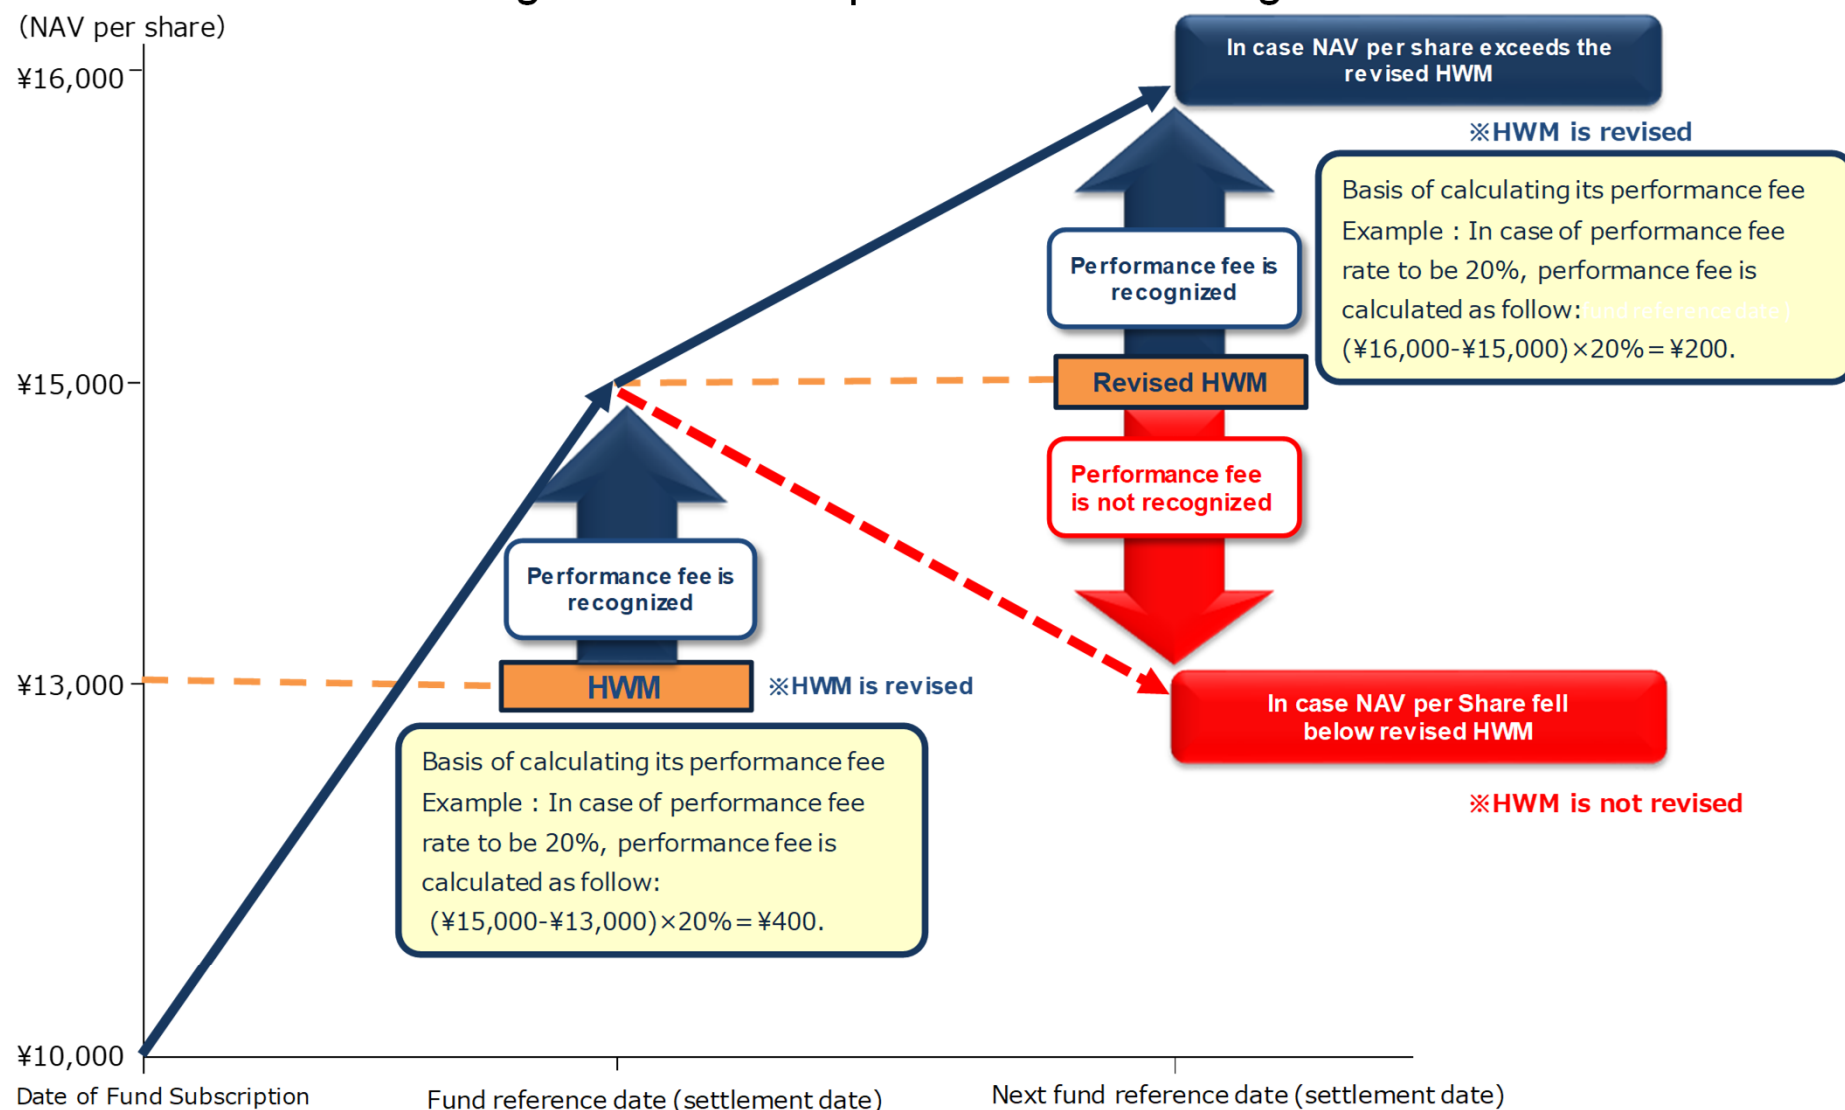 (NAV per share)
¥16,000
¥15,000
¥13,000
¥10,000
In case NAV per share exceeds the
revised HWM
※HWM is revised
Basis of calculating its performance fee
Example : In case of performance fee
rate to be 20%, performance fee is
calculated as follow:fund reference date)
(¥16,000-¥15,000)×20%=¥200.
Performance fee is
recognized
Revised HWM
Performance fee
is not recognized
Performance fee is
recognized
HWM
※HWM is revised
In case NAV per Share fell
below revised HWM
※HWM is not revised
Basis of calculating its performance fee
Example : In case of performance fee
rate to be 20%, performance fee is
calculated as follow:
(¥15,000-¥13,000)×20%=¥400.
Date of Fund Subscription
Fund reference date (settlement date)
Next fund reference date (settlement date)